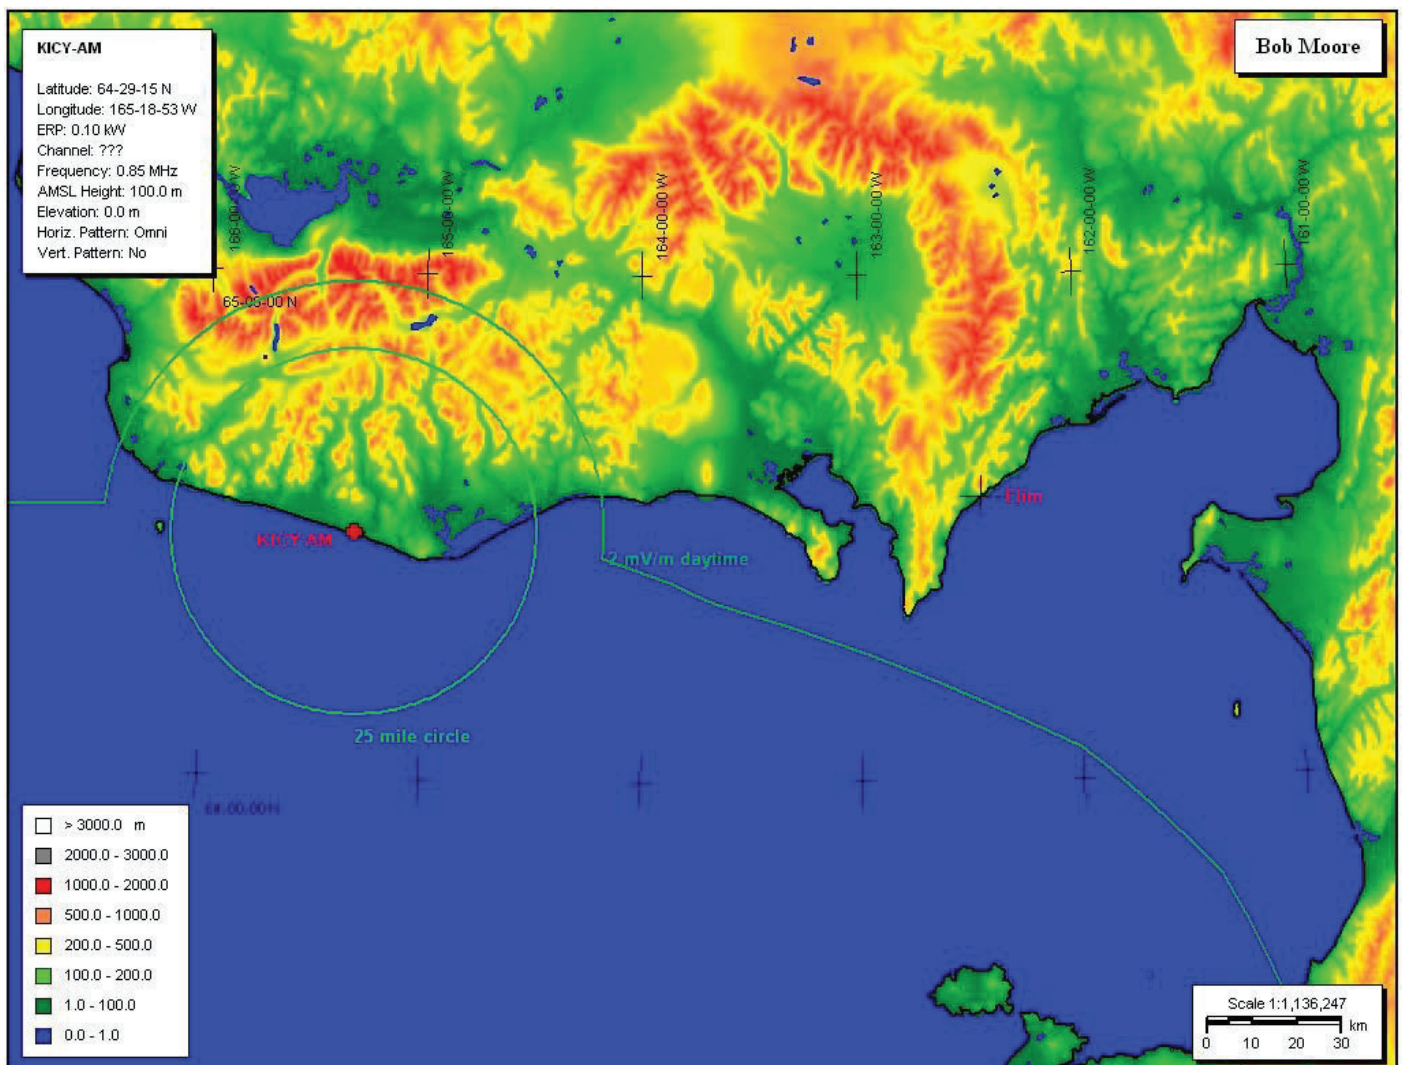 KICY-AM
Latitude: 64-29-15 N
Longitude: 165-18-53 W
ERP: 0.10 kW
Channel: ???
Frequency: 0.85 MHz
AMSL Height: 100.0 m
Elevation: 0.0 m
Horiz. Pattern: Omni
Vert. Pattern: No
Bob Moore
166-00-00 W
165-00-00 W
164-00-00 W
163-00-00 W
162-00-00 W
161-00-00 W
65-00-00 N
Elim
KICY-AM
2 mV/m daytime
25 mile circle
> 3000.0 m
2000.0 - 3000.0
1000.0 - 2000.0
500.0 - 1000.0
200.0 - 500.0
100.0 - 200.0
1.0 - 100.0
0.0 - 1.0
Scale 1:1,136,247
km
0 10 20 30